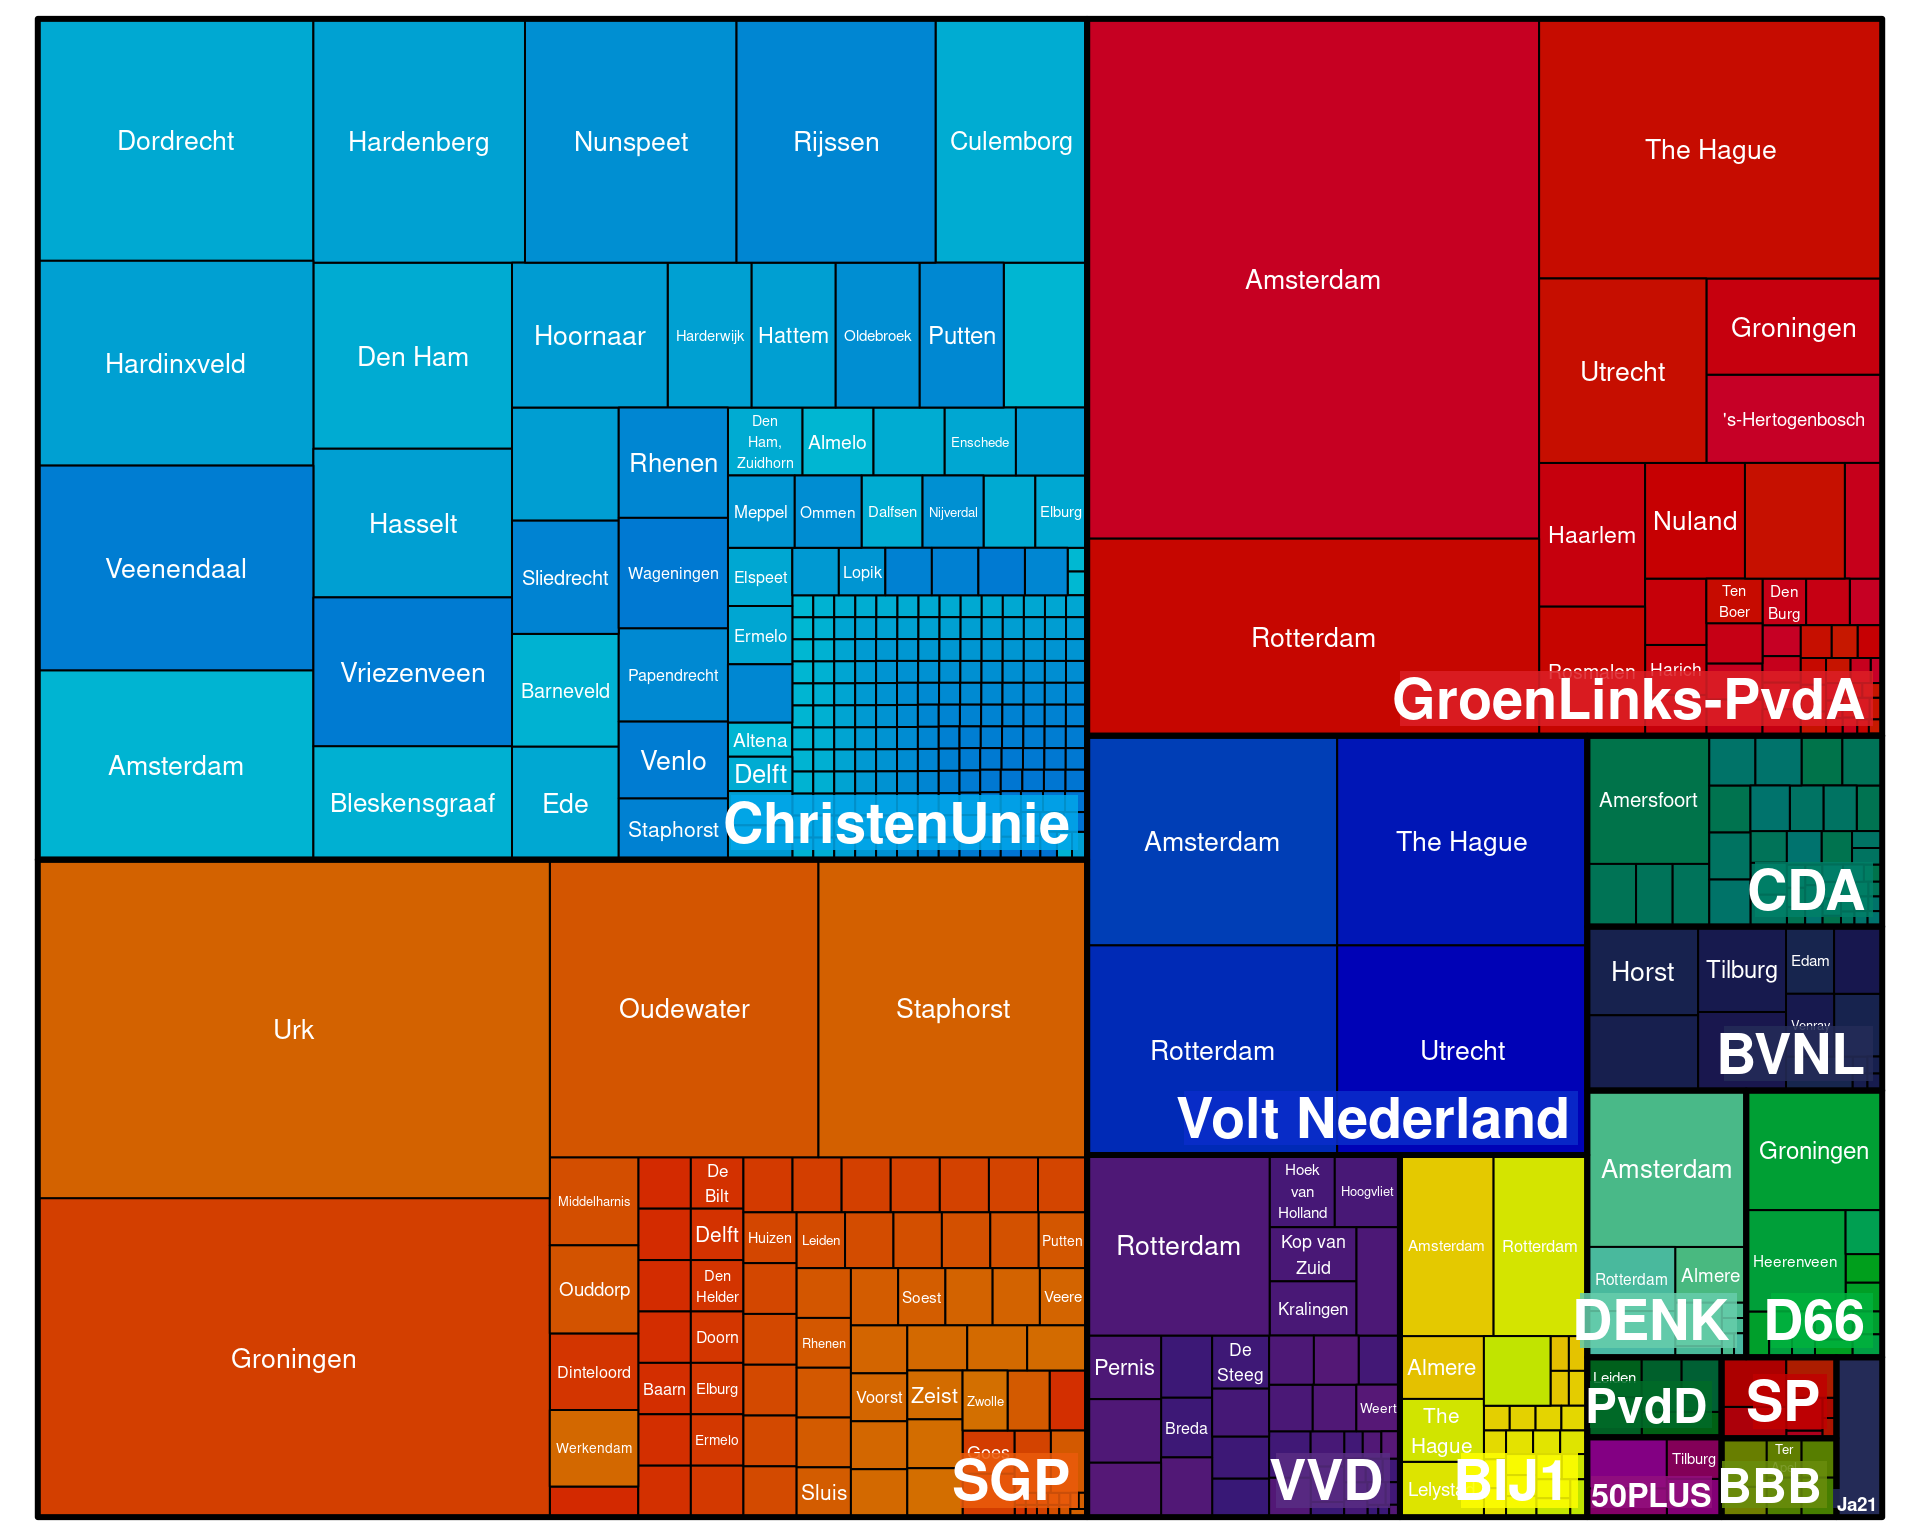 Dordrecht
Hardenberg
Nunspeet
Rijssen
Culemborg
Hardinxveld
Den Ham
Hoornaar
Harderwijk
Hattem
Oldebroek
Putten
Rhenen
Den
Ham,
Zuidhorn
Almelo
Enschede
Hasselt
Meppel
Ommen
Dalfsen
Nijverdal
Elburg
Veenendaal
Sliedrecht
Wageningen
Elspeet
Lopik
Ermelo
Vriezenveen
Barneveld
Papendrecht
Altena
Amsterdam
Venlo
Delft
Bleskensgraaf
Ede
Staphorst
ChristenUnie
Amsterdam
The Hague
Utrecht
Groningen
's-Hertogenbosch
Rotterdam
Haarlem
Nuland
Ten
Boer
Den
Burg
Rosmalen
Harich
GroenLinks-PvdA
Urk
Oudewater
Staphorst
Groningen
Middelharnis
De
Bilt
Delft
Huizen
Leiden
Putten
Ouddorp
Den
Helder
Soest
Veere
Doorn
Rhenen
Dinteloord
Baarn
Elburg
Voorst
Zeist
Zwolle
Werkendam
Ermelo
Goes
Sluis
SGP
Amsterdam
The Hague
Rotterdam
Utrecht
Volt Nederland
Amersfoort
CDA
Horst
Tilburg
Edam
Venray
BVNL
Rotterdam
Hoek
van
Holland
Hoogvliet
Kop van
Zuid
Kralingen
Pernis
De
Steeg
Breda
Weert
VVD
Amsterdam
Rotterdam
Almere
The
Hague
Lelysta
BIJ1
Amsterdam
Rotterdam
Almere
DENK
Groningen
Heerenveen
D66
Leiden
PvdD
SP
Tilburg
50PLUS
Ter
BBB
Ja21